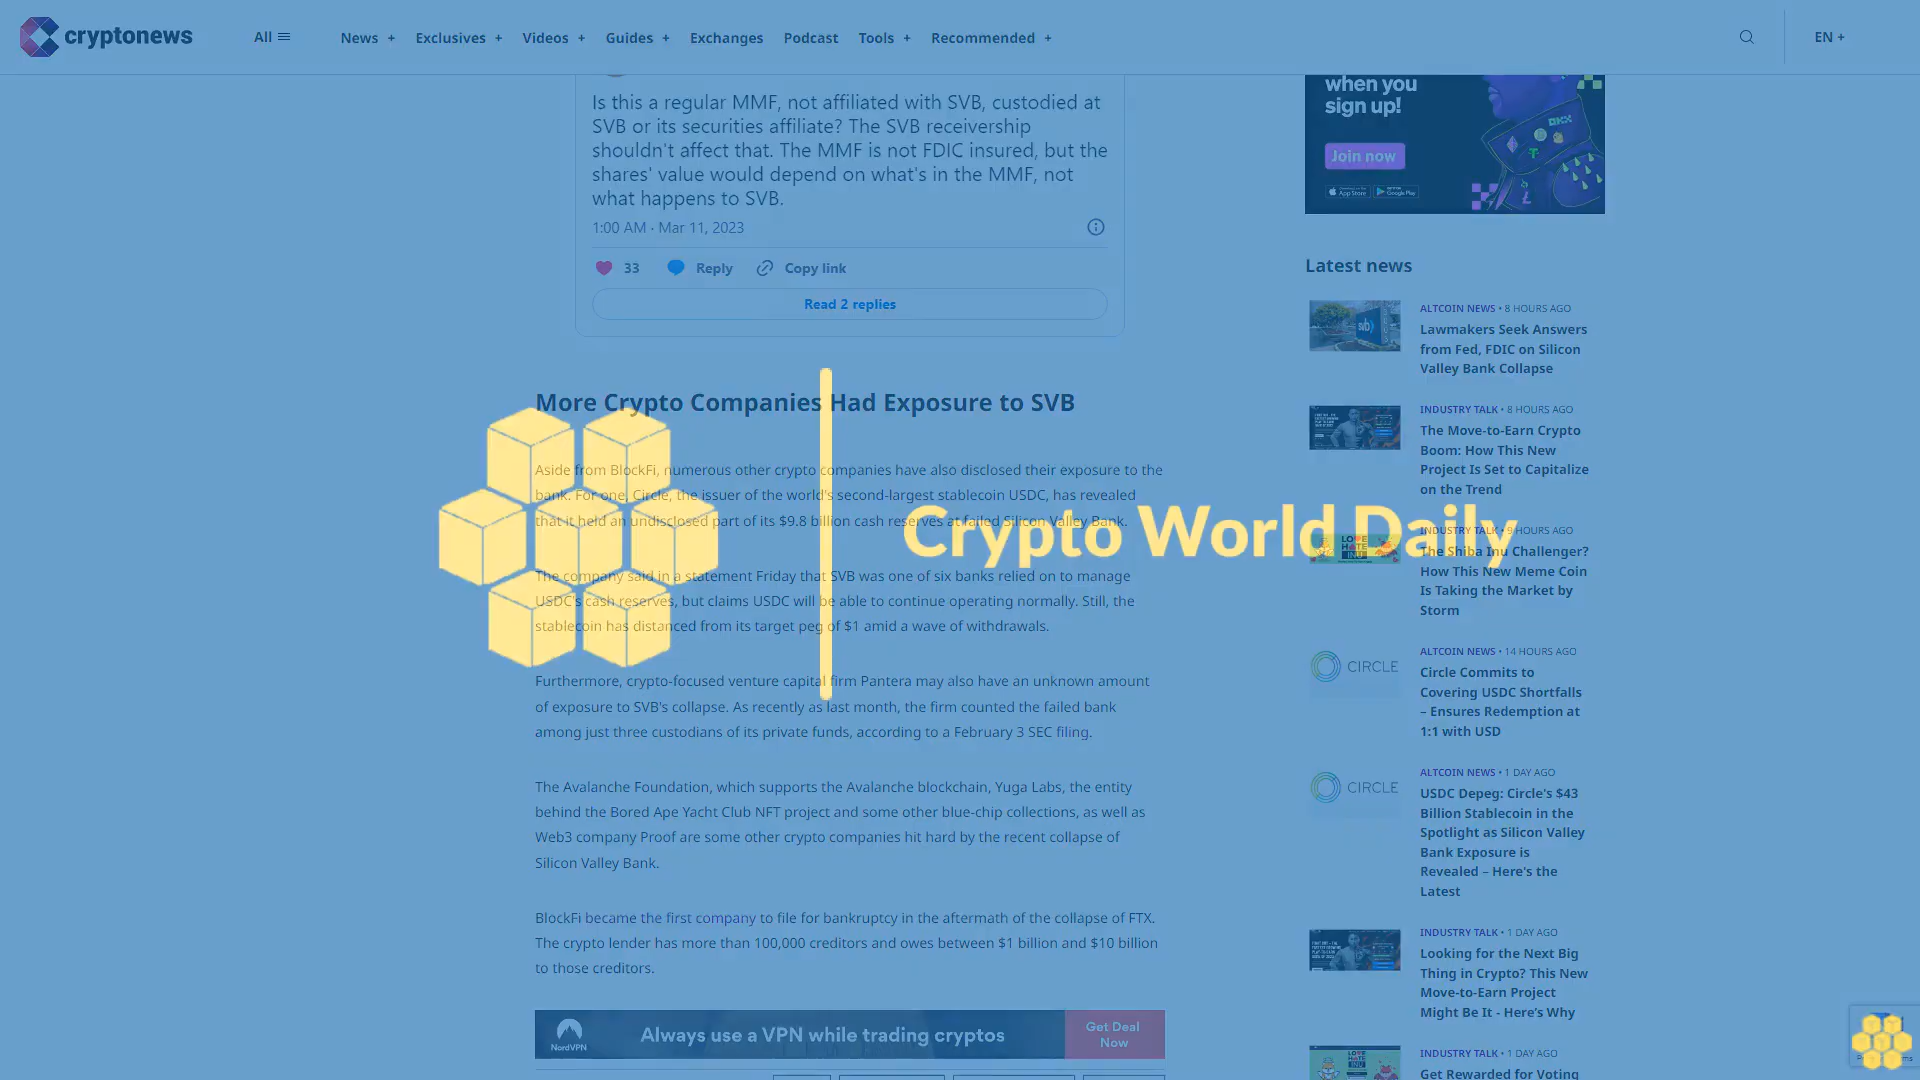 cryptonews
All
News +
Exclusives +
Videos +
Guides +
Exchanges
Podcast
Tools +
Recommended +
EN +
Is this a regular MMF, not affiliated with SVB, custodied at
SVB or its securities affiliate? The SVB receivership
shouldn't affect that. The MMF is not FDIC insured, but the
shares' value would depend on what's in the MMF, not
what happens to SVB.
1:00 AM · Mar 11, 2023
33
Reply
Copy link
Read 2 replies
More Crypto Companies Had Exposure to SVB
Aside from BlockFi, numerous other crypto companies have also disclosed their exposure to the
bank. For one, Circle, the issuer of the world's second-largest stablecoin USDC, has revealed
that it held an undisclosed part of its $9.8 billion cash reserves at failed Silicon Valley Bank.
The company said in a statement Friday that SVB was one of six banks relied on to manage
USDC's cash reserves, but claims USDC will be able to continue operating normally. Still, the
stablecoin has distanced from its target peg of $1 amid a wave of withdrawals.
Furthermore, crypto-focused venture capital firm Pantera may also have an unknown amount
of exposure to SVB's collapse. As recently as last month, the firm counted the failed bank
among just three custodians of its private funds, according to a February 3 SEC filing.
The Avalanche Foundation, which supports the Avalanche blockchain, Yuga Labs, the entity
behind the Bored Ape Yacht Club NFT project and some other blue-chip collections, as well as
Web3 company Proof are some other crypto companies hit hard by the recent collapse of
Silicon Valley Bank.
BlockFi became the first company to file for bankruptcy in the aftermath of the collapse of FTX.
The crypto lender has more than 100,000 creditors and owes between $1 billion and $10 billion
to those creditors.
NordVPN
Always use a VPN while trading cryptos
Get Deal
Now
Crypto World Daily
when you
sign up!
Join now
App Store
Google Play
Latest news
ALTCOIN NEWS • 8 HOURS AGO
Lawmakers Seek Answers
from Fed, FDIC on Silicon
Valley Bank Collapse
INDUSTRY TALK • 8 HOURS AGO
The Move-to-Earn Crypto
Boom: How This New
Project Is Set to Capitalize
on the Trend
INDUSTRY TALK • 9 HOURS AGO
The Shiba Inu Challenger?
How This New Meme Coin
Is Taking the Market by
Storm
ALTCOIN NEWS • 14 HOURS AGO
CIRCLE
Circle Commits to
Covering USDC Shortfalls
– Ensures Redemption at
1:1 with USD
ALTCOIN NEWS • 1 DAY AGO
CIRCLE
USDC Depeg: Circle's $43
Billion Stablecoin in the
Spotlight as Silicon Valley
Bank Exposure is
Revealed – Here's the
Latest
INDUSTRY TALK • 1 DAY AGO
Looking for the Next Big
Thing in Crypto? This New
Move-to-Earn Project
Might Be It - Here's Why
INDUSTRY TALK • 1 DAY AGO
Get Rewarded for Voting